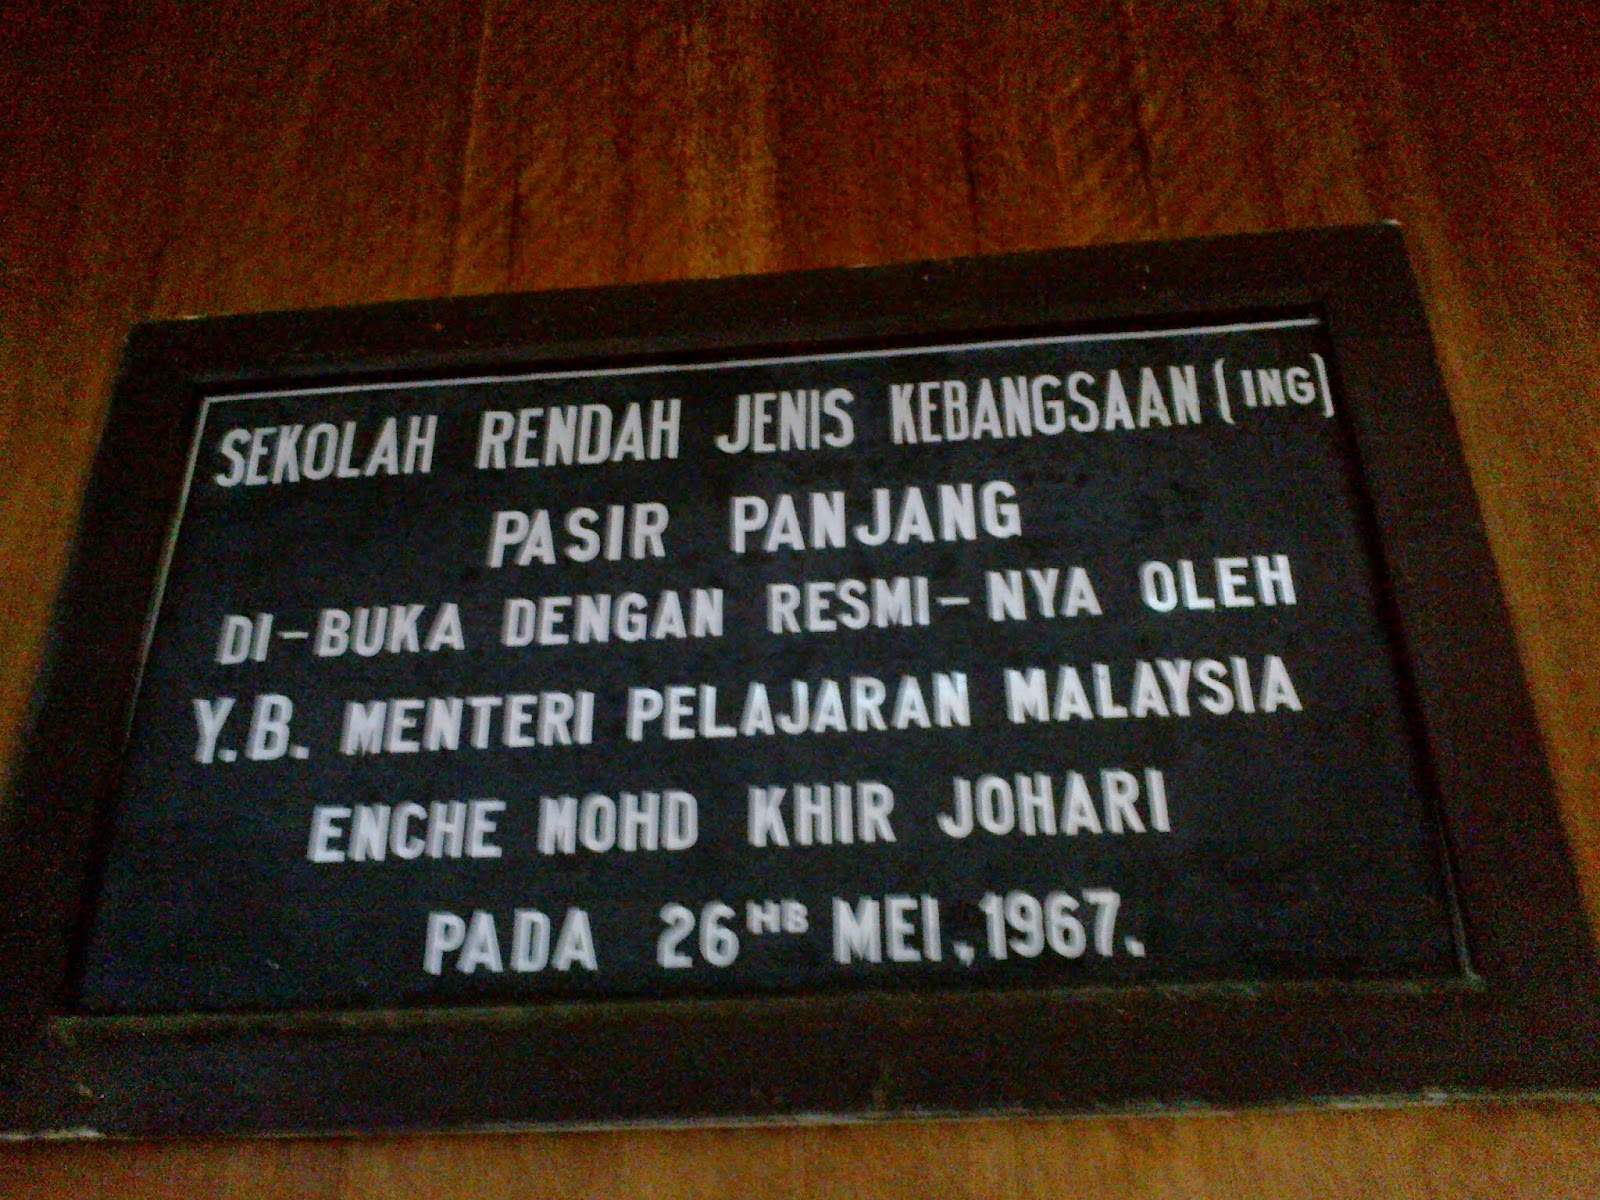 SEKOLAH RENDAH JENIS KEBANGSAAN (ING)
PASIR PANJANG
DI-BUKA DENGAN RESMI-NYA OLEH
Y.B. MENTERI PELAJARAN MALAYSIA
ENCHE MOHD KHIR JOHARI
PADA 26HB MEI, 1967.